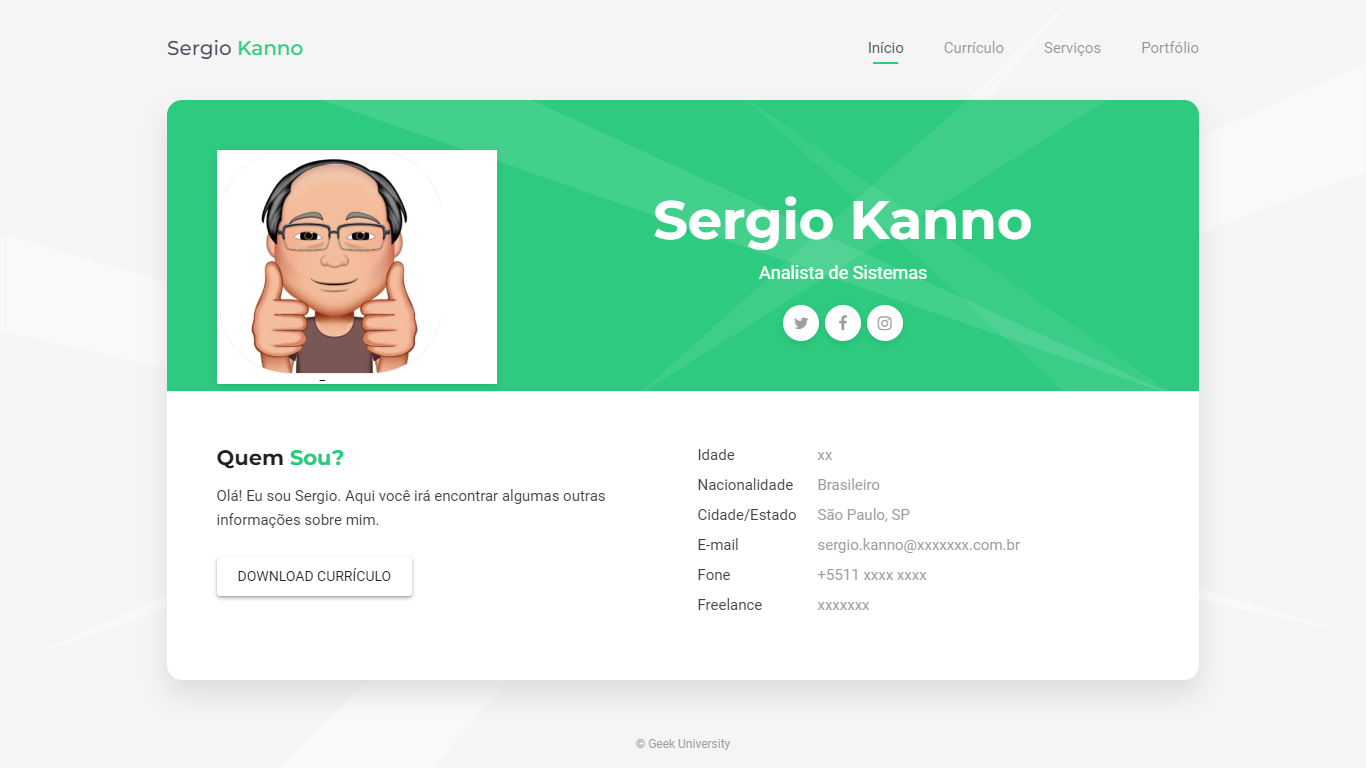 Sergio Kanno
Início Currículo Serviços Portfólio
Sergio Kanno
Analista de Sistemas
Quem Sou?
Olá! Eu sou Sergio. Aqui você irá encontrar algumas outras
informações sobre mim.
DOWNLOAD CURRÍCULO
Idade xx
Nacionalidade Brasileiro
Cidade/Estado São Paulo, SP
E-mail sergio.kanno@xxxxxxx.com.br
Fone +5511 xxxx xxxx
Freelance xxxxxxx
© Geek University